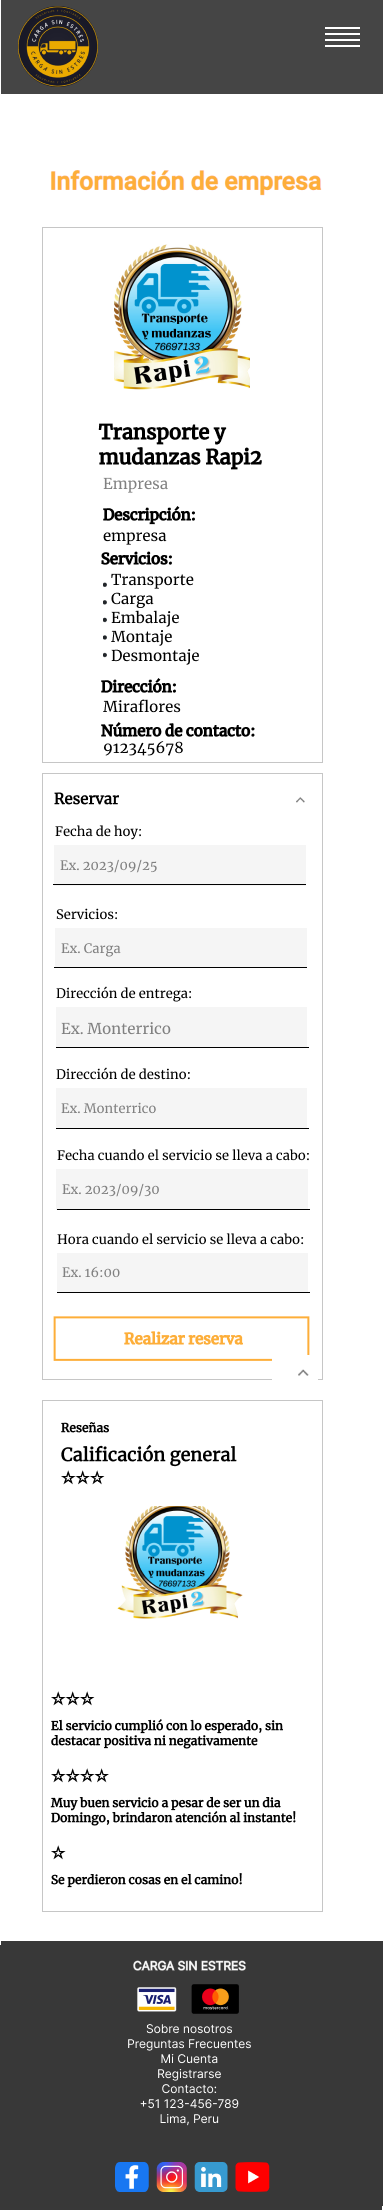 CARGA SIN ESTRES
CARGA SIN ESTRES
Información de empresa
Transporte
y mudanzas
76697133
Rapi 2
Transporte y
mudanzas Rapi2
Empresa
Descripción:
empresa
Servicios:
• Transporte
• Carga
• Embalaje
• Montaje
• Desmontaje
Dirección:
Miraflores
Número de contacto:
912345678
Reservar
Fecha de hoy:
Ex. 2023/09/25
Servicios:
Ex. Carga
Dirección de entrega:
Ex. Monterrico
Dirección de destino:
Ex. Monterrico
Fecha cuando el servicio se lleva a cabo:
Ex. 2023/09/30
Hora cuando el servicio se lleva a cabo:
Ex. 16:00
Realizar reserva
Reseñas
Calificación general
☆☆☆
Transporte
y mudanzas
76697133
Rapi 2
☆☆☆
El servicio cumplió con lo esperado, sin
destacar positiva ni negativamente
☆☆☆☆
Muy buen servicio a pesar de ser un dia
Domingo, brindaron atención al instante!
☆
Se perdieron cosas en el camino!
CARGA SIN ESTRES
VISA mastercard
Sobre nosotros
Preguntas Frecuentes
Mi Cuenta
Registrarse
Contacto:
+51 123-456-789
Lima, Peru